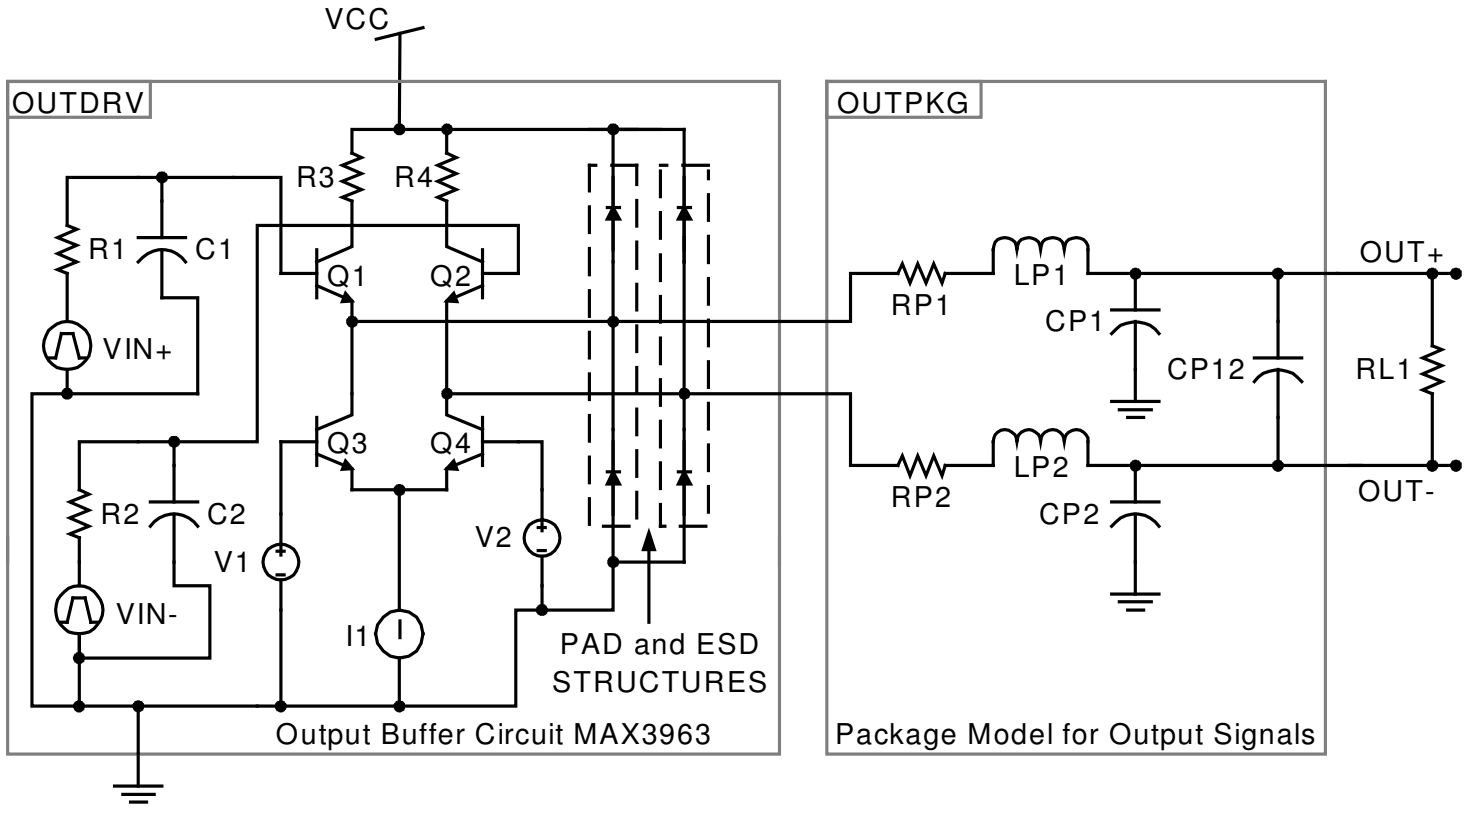 VCC
OUTDRV
OUTPKG
R3
R4
R1
C1
Q1
Q2
LP1
OUT+
RP1
CP1
VIN+
CP12
RL1
Q3
Q4
LP2
RP2
OUT-
R2
C2
CP2
V2
V1
VIN-
I1
I
PAD and ESD
STRUCTURES
Output Buffer Circuit MAX3963
Package Model for Output Signals